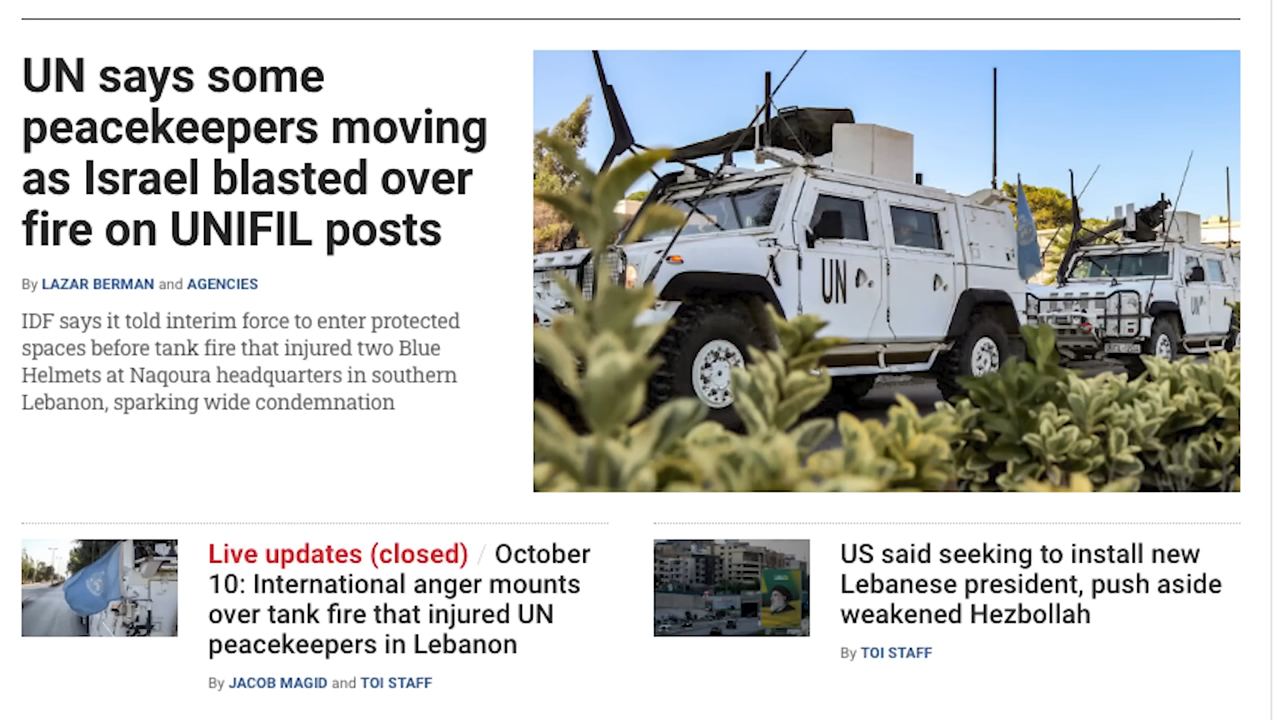 UN says some
peacekeepers moving
as Israel blasted over
fire on UNIFIL posts
By LAZAR BERMAN and AGENCIES
IDF says it told interim force to enter protected
spaces before tank fire that injured two Blue
Helmets at Naqoura headquarters in southern
Lebanon, sparking wide condemnation
UN
UN
Live updates (closed) / October
10: International anger mounts
over tank fire that injured UN
peacekeepers in Lebanon
By JACOB MAGID and TOI STAFF
US said seeking to install new
Lebanese president, push aside
weakened Hezbollah
By TOI STAFF